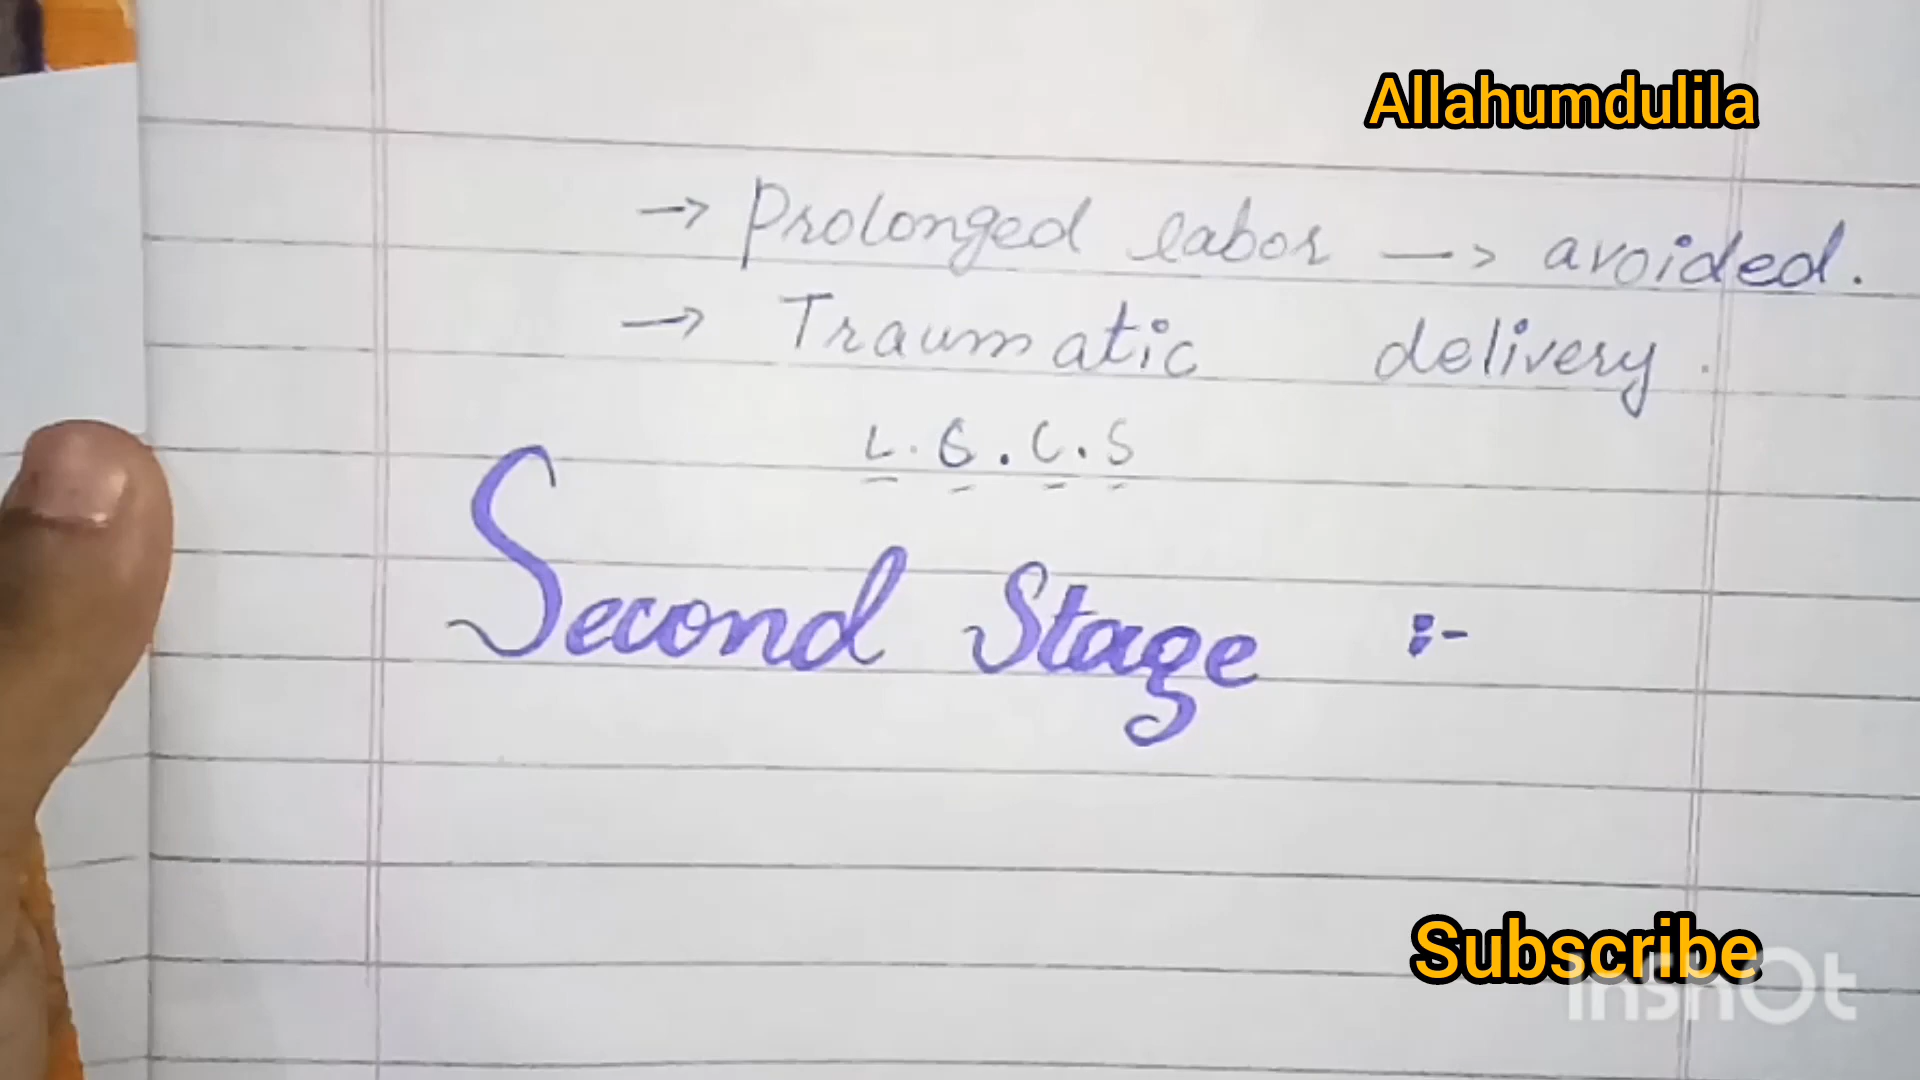 Allahumdulila
→ Prolonged labor → avoided.
→ Traumatic delivery.
L.S.C.S
Second Stage :-
Subscribe
InShOt